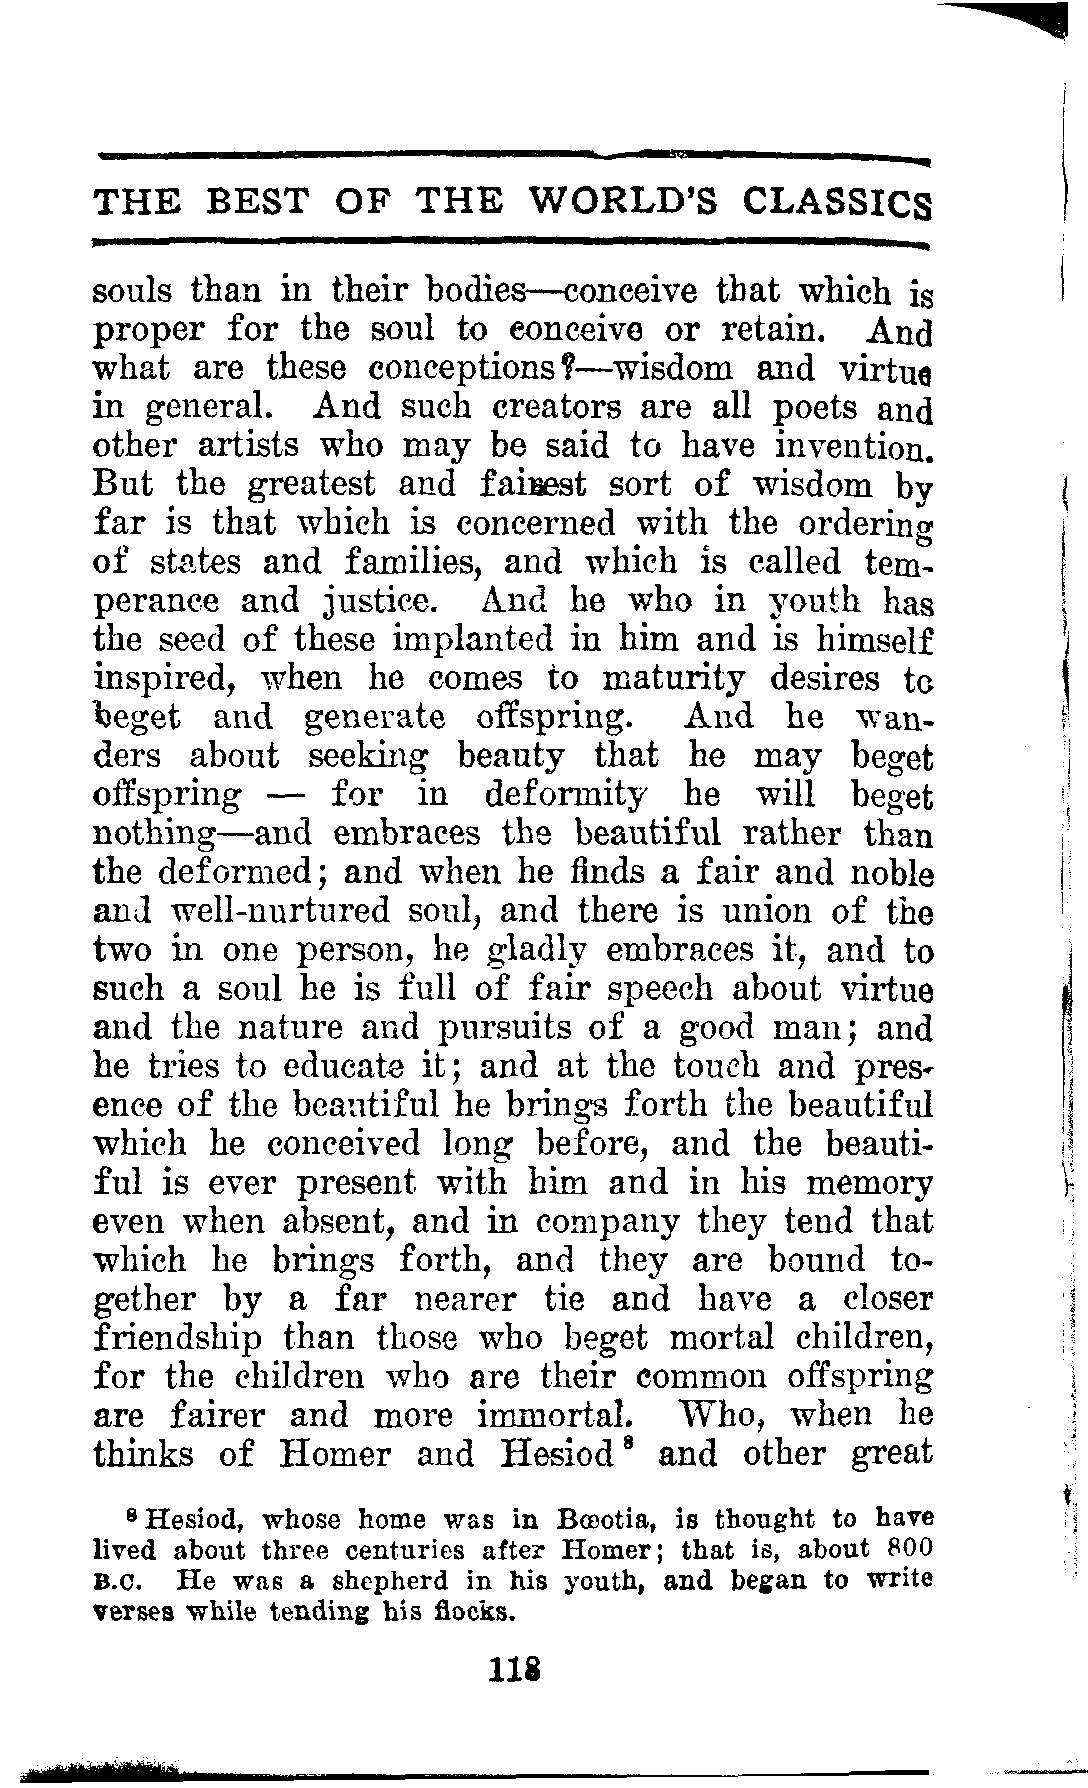 THE BEST OF THE WORLD'S CLASSICS
souls than in their bodies—conceive that which is
proper for the soul to conceive or retain. And
what are these conceptions?—wisdom and virtue
in general. And such creators are all poets and
other artists who may be said to have invention.
But the greatest and fairest sort of wisdom by
far is that which is concerned with the ordering
of states and families, and which is called tem-
perance and justice. And he who in youth has
the seed of these implanted in him and is himself
inspired, when he comes to maturity desires to
beget and generate offspring. And he wan-
ders about seeking beauty that he may beget
offspring — for in deformity he will beget
nothing—and embraces the beautiful rather than
the deformed; and when he finds a fair and noble
and well-nurtured soul, and there is union of the
two in one person, he gladly embraces it, and to
such a soul he is full of fair speech about virtue
and the nature and pursuits of a good man; and
he tries to educate it; and at the touch and pres-
ence of the beautiful he brings forth the beautiful
which he conceived long before, and the beauti-
ful is ever present with him and in his memory
even when absent, and in company they tend that
which he brings forth, and they are bound to-
gether by a far nearer tie and have a closer
friendship than those who beget mortal children,
for the children who are their common offspring
are fairer and more immortal. Who, when he
thinks of Homer and Hesiod⁸ and other great
⁸ Hesiod, whose home was in Bœotia, is thought to have
lived about three centuries after Homer; that is, about 800
B.C. He was a shepherd in his youth, and began to write
verses while tending his flocks.
118